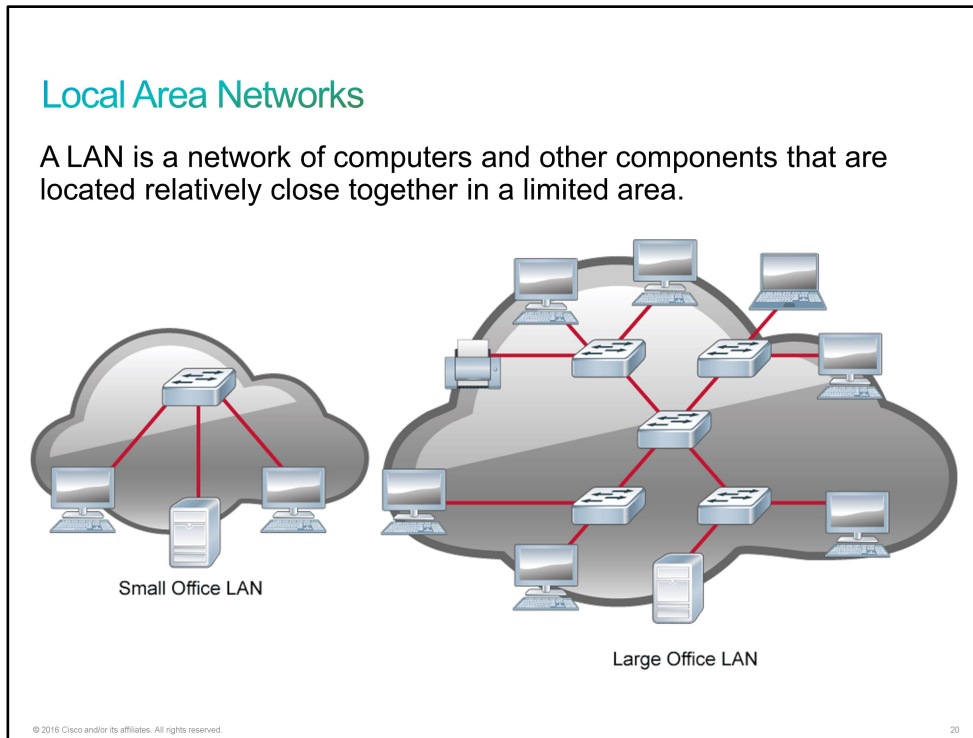 Local Area Networks
A LAN is a network of computers and other components that are
located relatively close together in a limited area.
Small Office LAN
Large Office LAN
© 2016 Cisco and/or its affiliates. All rights reserved.
20